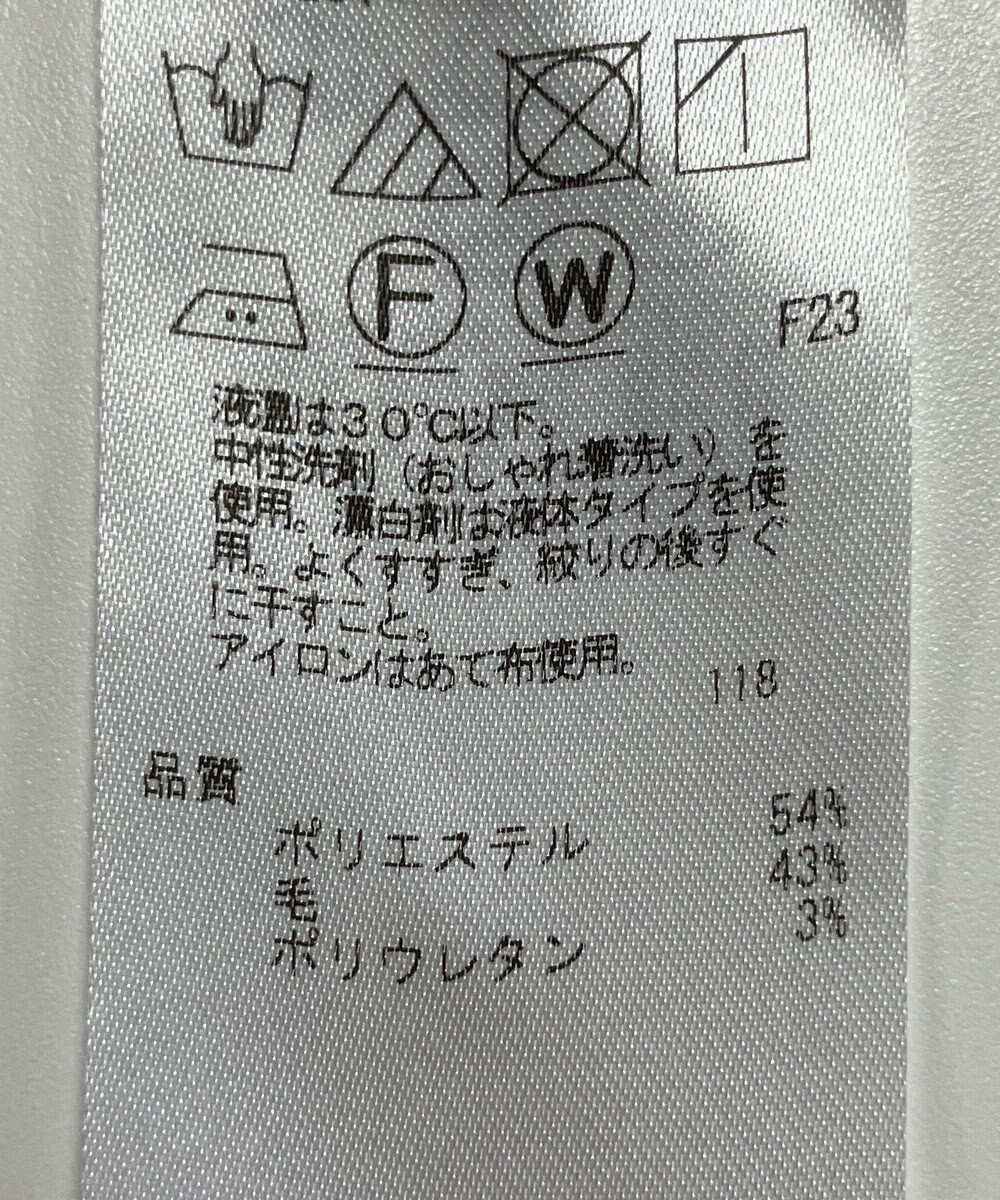 F
W
F23
液温は30℃以下。
中性洗剤（おしゃれ着洗い）を
使用。漂白剤は液体タイプを使
用。よくすすぎ、絞りの後すぐ
に干すこと。
アイロンはあて布使用。
118
品質
ポリエステル 54%
毛 43%
ポリウレタン 3%